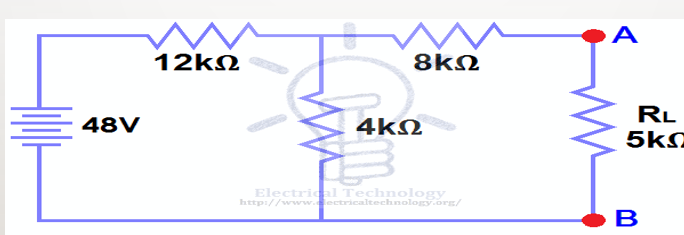 A
12kΩ
8kΩ
48V
4kΩ
RL
5kΩ
Electrical Technology
http://www.electricaltechnology.org/
B